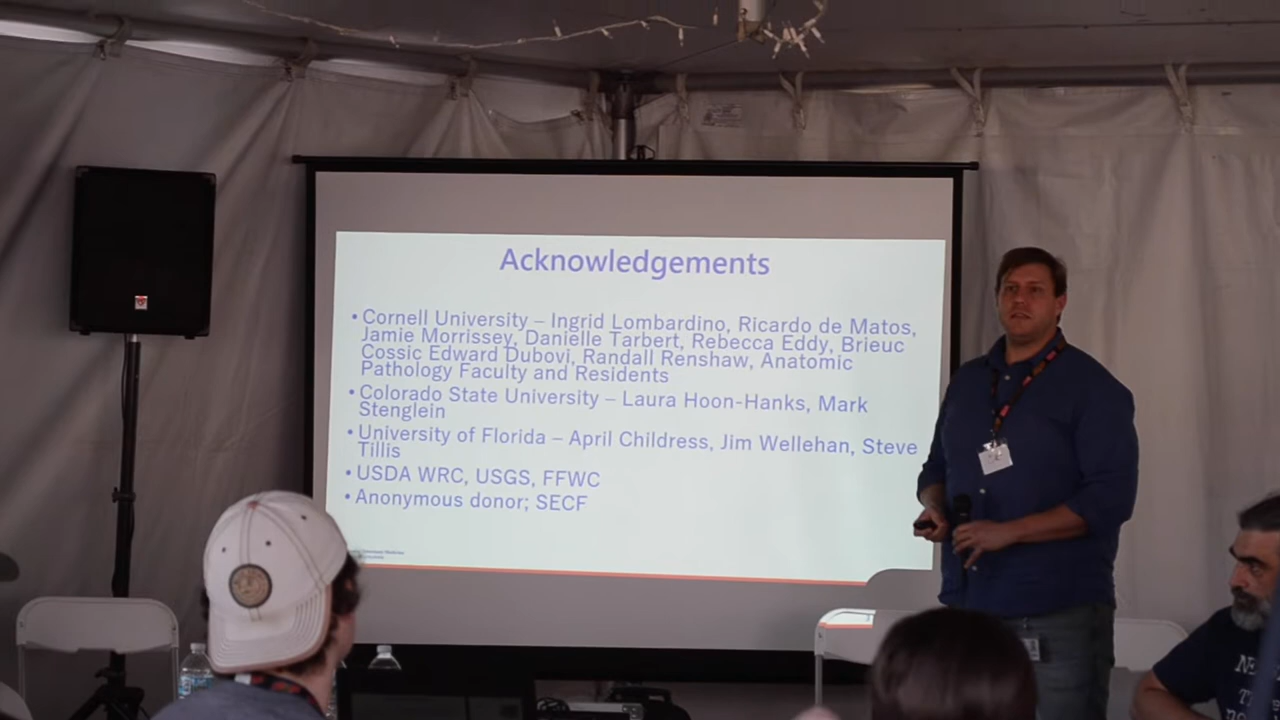 Acknowledgements
• Cornell University – Ingrid Lombardino, Ricardo de Matos,
Jamie Morrissey, Danielle Tarbert, Rebecca Eddy, Brieuc
Cossic Edward Dubovi, Randall Renshaw, Anatomic
Pathology Faculty and Residents
• Colorado State University – Laura Hoon-Hanks, Mark
Stenglein
• University of Florida – April Childress, Jim Wellehan, Steve
Tillis
• USDA WRC, USGS, FFWC
• Anonymous donor; SECF